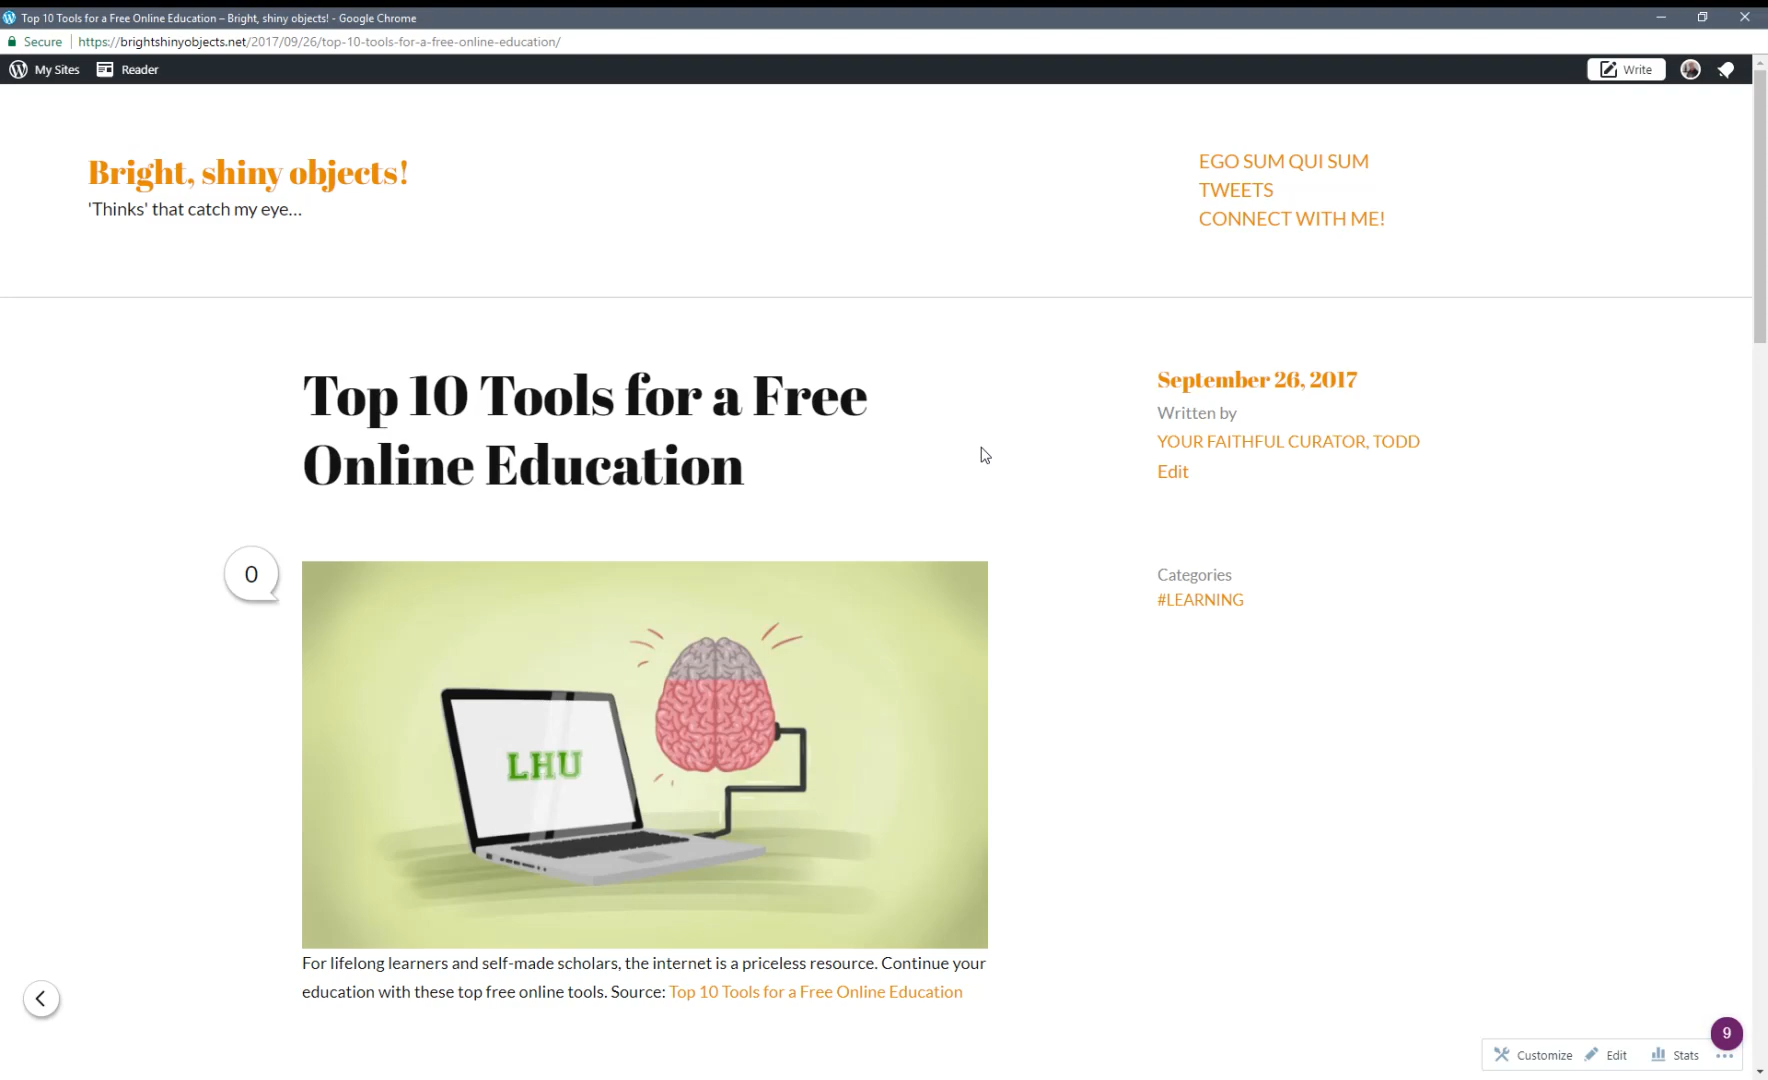 Top 10 Tools for a Free Online Education – Bright, shiny objects! - Google Chrome
Secure https://brightshinyobjects.net/2017/09/26/top-10-tools-for-a-free-online-education/
My Sites Reader Write
Bright, shiny objects!
'Thinks' that catch my eye...
EGO SUM QUI SUM
TWEETS
CONNECT WITH ME!
Top 10 Tools for a Free
Online Education
September 26, 2017
Written by
YOUR FAITHFUL CURATOR, TODD
Edit
0
Categories
#LEARNING
LHU
For lifelong learners and self-made scholars, the internet is a priceless resource. Continue your
education with these top free online tools. Source: Top 10 Tools for a Free Online Education
9
Customize Edit Stats